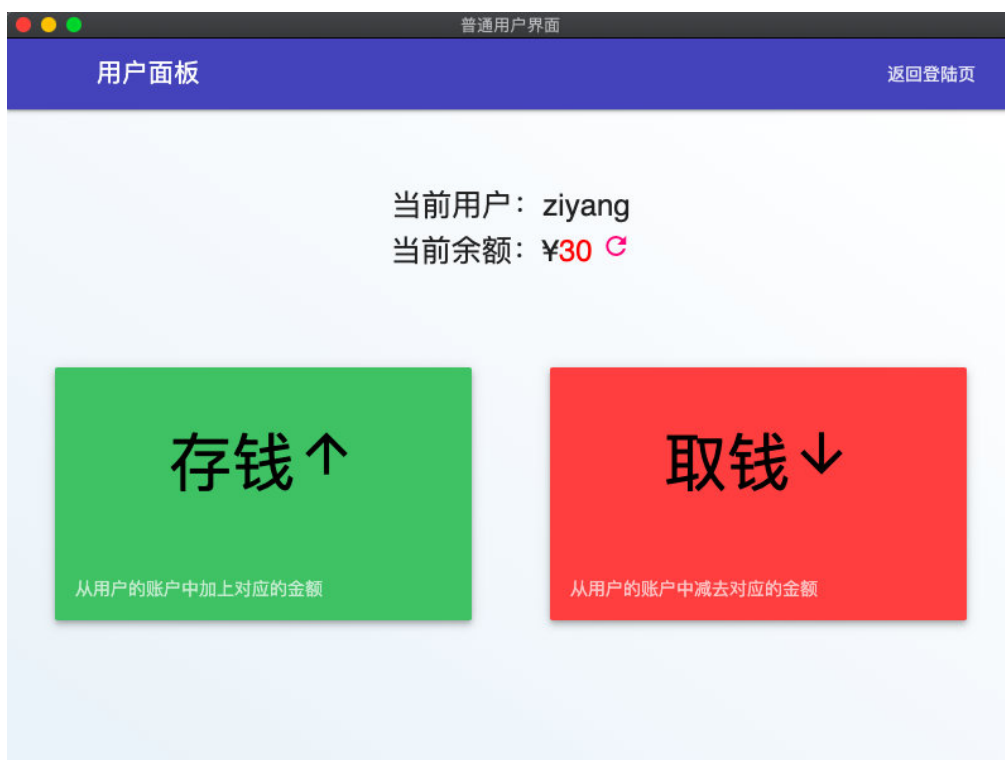 普通用户界面
用户面板
返回登陆页
当前用户：ziyang
当前余额：¥30
存钱↑
取钱↓
从用户的账户中加上对应的金额
从用户的账户中减去对应的金额